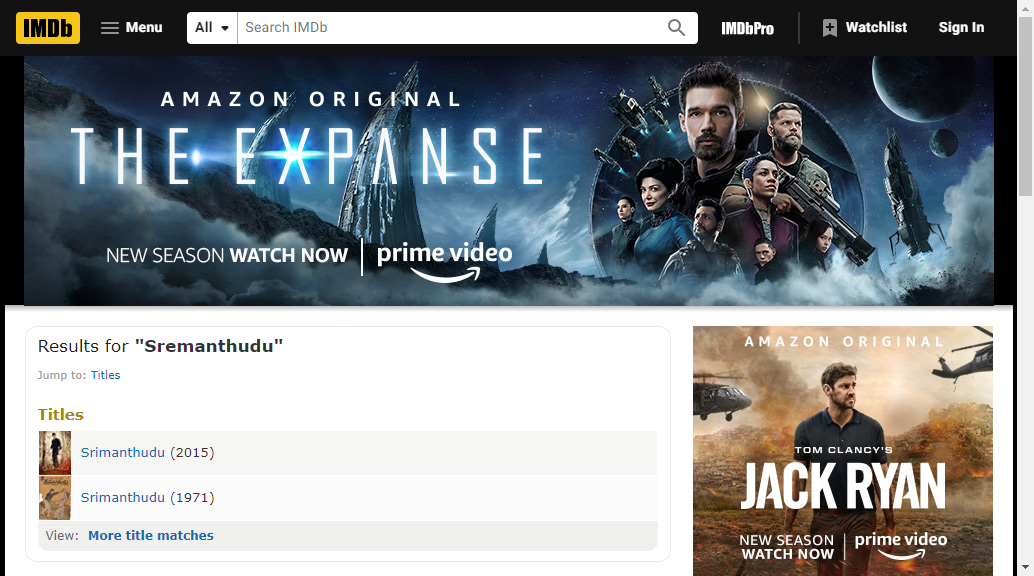 IMDb
Menu
All
Search IMDb
IMDbPro
Watchlist
Sign In
AMAZON ORIGINAL
THE EXPANSE
NEW SEASON WATCH NOW
prime video
Results for "Sremanthudu"
Jump to: Titles
Titles
Srimanthudu (2015)
Srimanthudu (1971)
View: More title matches
AMAZON ORIGINAL
TOM CLANCY'S
JACK RYAN
NEW SEASON
WATCH NOW
prime video